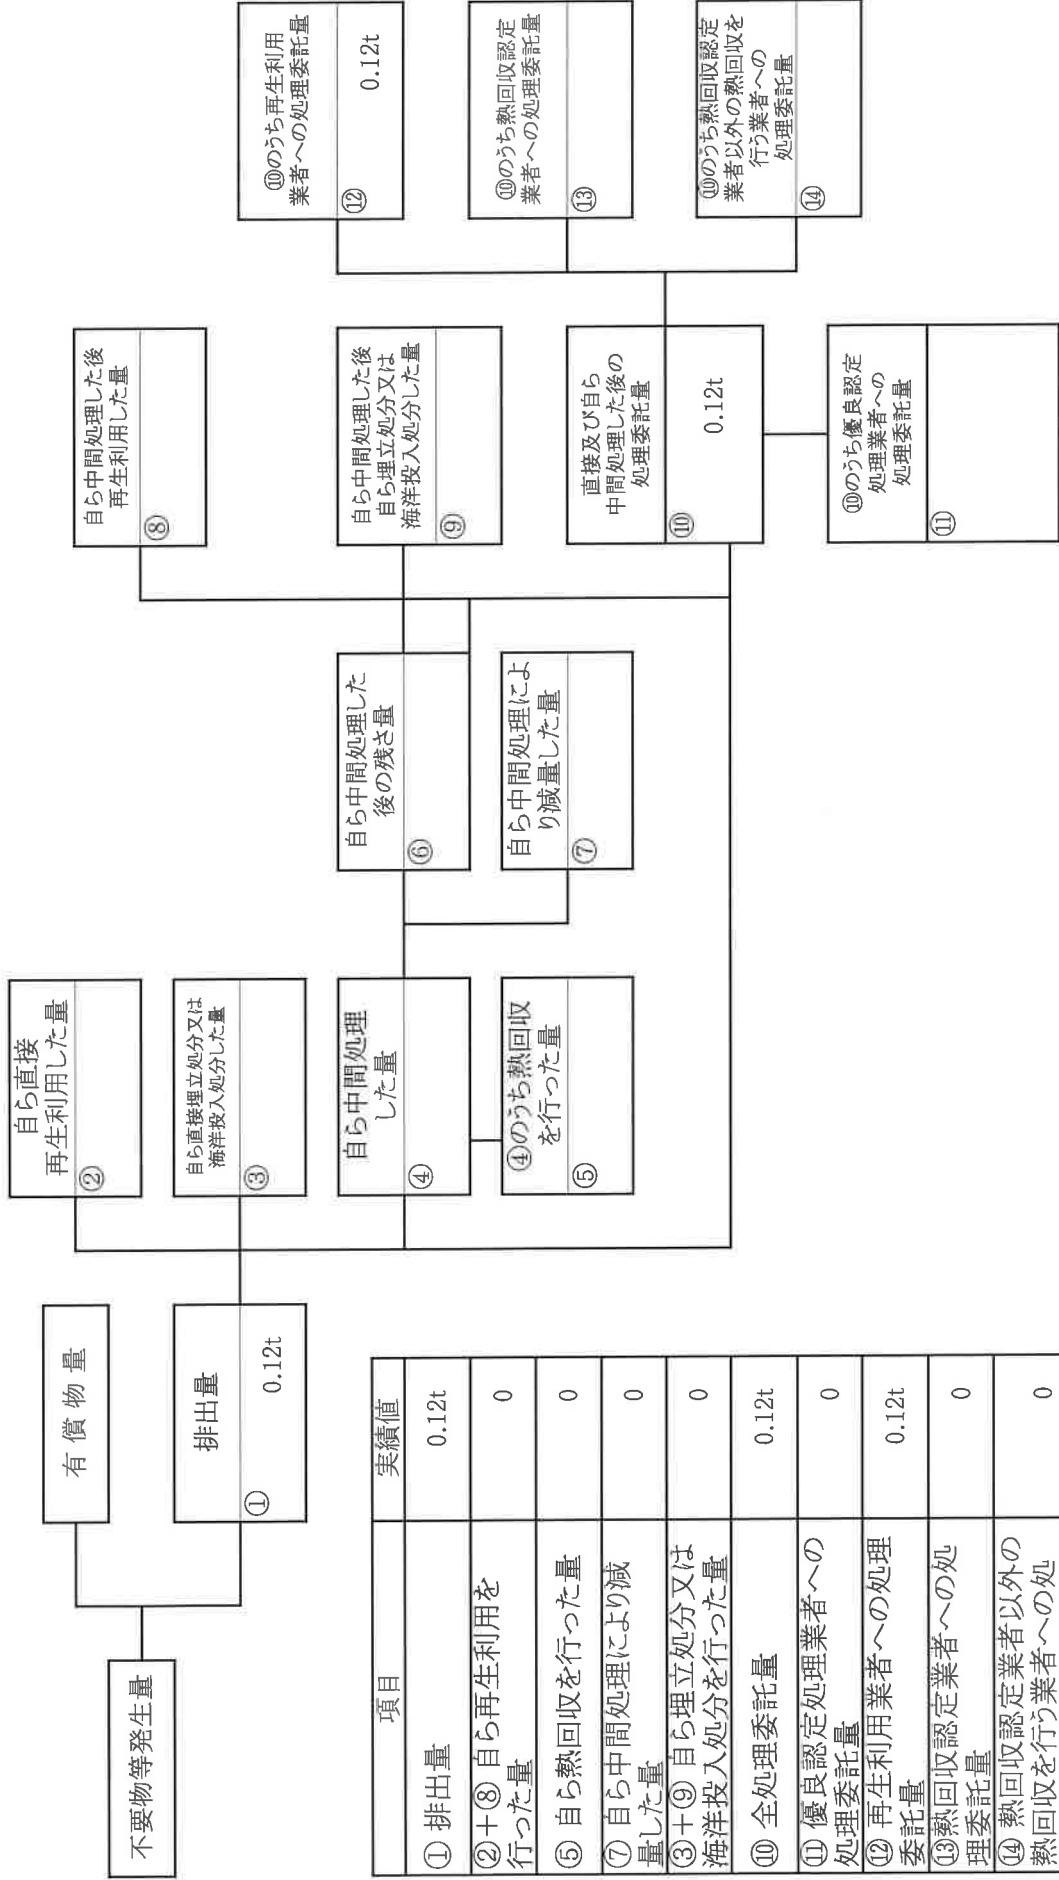 不要物等発生量
有償物量
排出量
①
0.12t
自ら直接
再生利用した量
②
自ら直接埋立処分又は
海洋投入処分した量
③
自ら中間処理
した量
④
④のうち熱回収
を行った量
⑤
自ら中間処理した
後の残さ量
⑥
自ら中間処理によ
り減量した量
⑦
自ら中間処理した後
再生利用した量
⑧
自ら中間処理した後
自ら埋立処分又は
海洋投入処分した量
⑨
直接及び自ら
中間処理した後の
処理委託量
⑩
0.12t
⑩のうち優良認定
処理業者への
処理委託量
⑪
⑩のうち再生利用
業者への処理委託量
⑫
0.12t
⑩のうち熱回収認定
業者への処理委託量
⑬
⑩のうち熱回収認定
業者以外の熱回収を
行う業者への
処理委託量
⑭
項目 実績値
① 排出量 0.12t
②+⑧ 自ら再生利用を
行った量 0
⑤ 自ら熱回収を行った量 0
⑦ 自ら中間処理により減
量した量 0
③+⑨ 自ら埋立処分又は
海洋投入処分を行った量 0
⑩ 全処理委託量 0.12t
⑪ 優良認定処理業者への
処理委託量 0
⑫ 再生利用業者への処理
委託量 0.12t
⑬熱回収認定業者への処
理委託量 0
⑭ 熱回収認定業者以外の
熱回収を行う業者への処 0